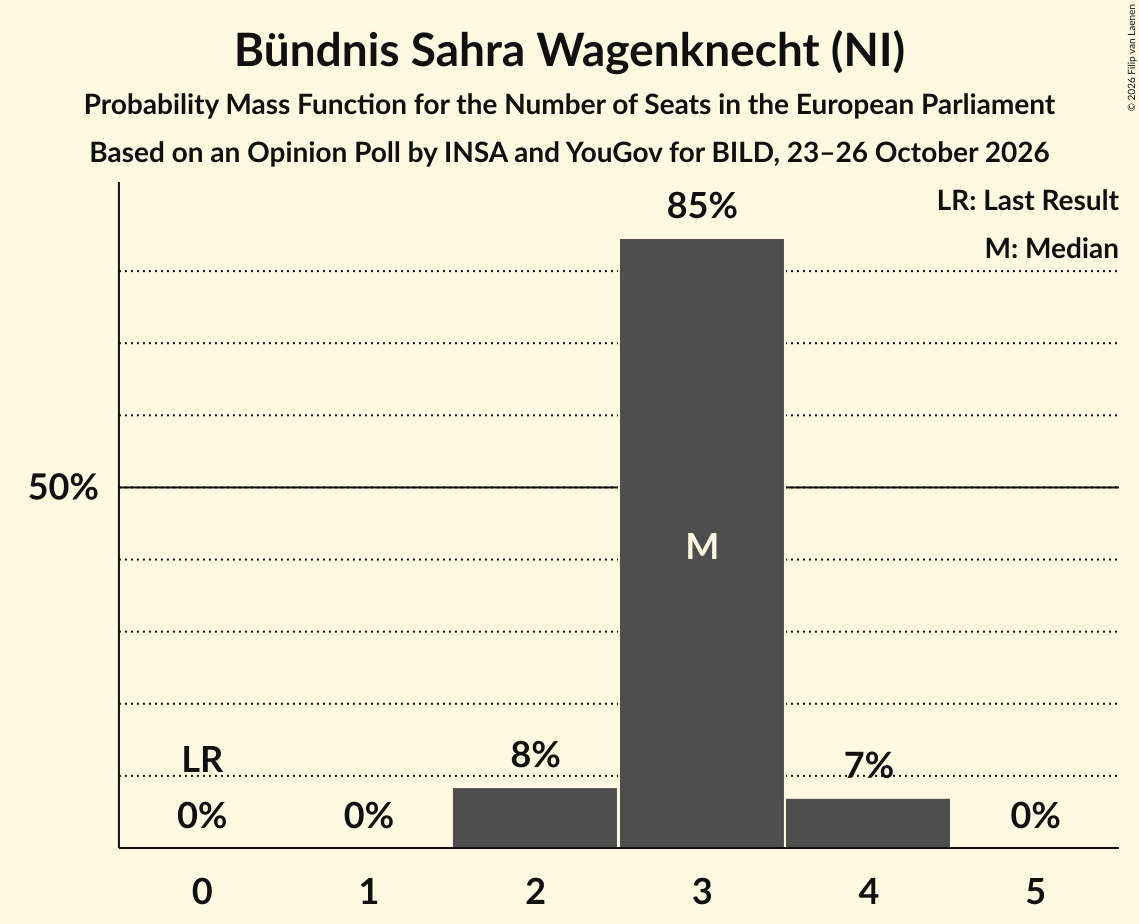 Bündnis Sahra Wagenknecht (NI)
Probability Mass Function for the Number of Seats in the European Parliament
Based on an Opinion Poll by INSA and YouGov for BILD, 23–26 October 2026
© 2026 Filip van Laenen
LR: Last Result
M: Median
85%
50%
M
LR
8%
7%
0%
0%
0%
0
1
2
3
4
5